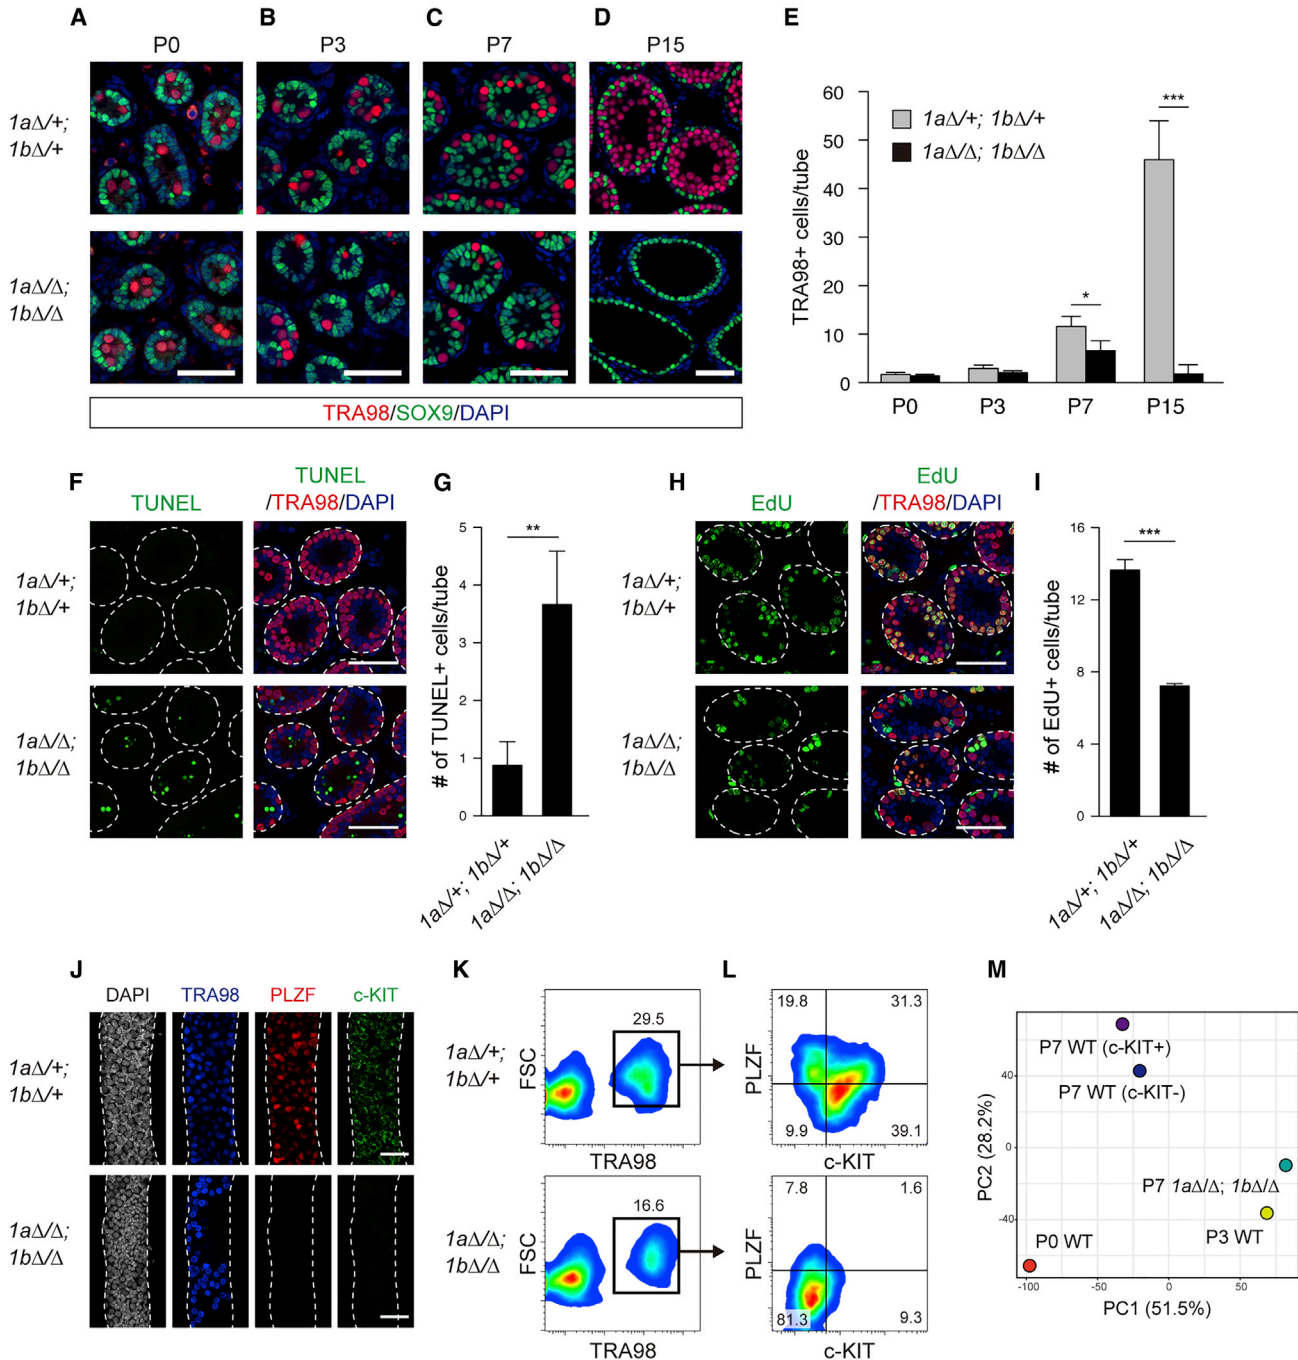 A
B
C
D
E
P0
P3
P7
P15
1aΔ/+;
1bΔ/+
1aΔ/Δ;
1bΔ/Δ
TRA98/SOX9/DAPI
TRA98+ cells/tube
60
50
40
30
20
10
0
1aΔ/+; 1bΔ/+
1aΔ/Δ; 1bΔ/Δ
*
***
P0
P3
P7
P15
F
TUNEL
TUNEL
/TRA98/DAPI
1aΔ/+;
1bΔ/+
1aΔ/Δ;
1bΔ/Δ
G
# of TUNEL+ cells/tube
5
4
3
2
1
0
**
1aΔ/+; 1bΔ/+
1aΔ/Δ; 1bΔ/Δ
H
EdU
EdU
/TRA98/DAPI
1aΔ/+;
1bΔ/+
1aΔ/Δ;
1bΔ/Δ
I
# of EdU+ cells/tube
16
12
8
4
0
***
1aΔ/+; 1bΔ/+
1aΔ/Δ; 1bΔ/Δ
J
DAPI
TRA98
PLZF
c-KIT
1aΔ/+;
1bΔ/+
1aΔ/Δ;
1bΔ/Δ
K
1aΔ/+;
1bΔ/+
FSC
29.5
TRA98
1aΔ/Δ;
1bΔ/Δ
FSC
16.6
TRA98
L
PLZF
19.8
31.3
9.9
39.1
c-KIT
PLZF
7.8
1.6
81.3
9.3
c-KIT
M
PC2 (28.2%)
40
0
-40
P7 WT (c-KIT+)
P7 WT (c-KIT-)
P7 1aΔ/Δ; 1bΔ/Δ
P3 WT
P0 WT
-100
-50
0
50
PC1 (51.5%)